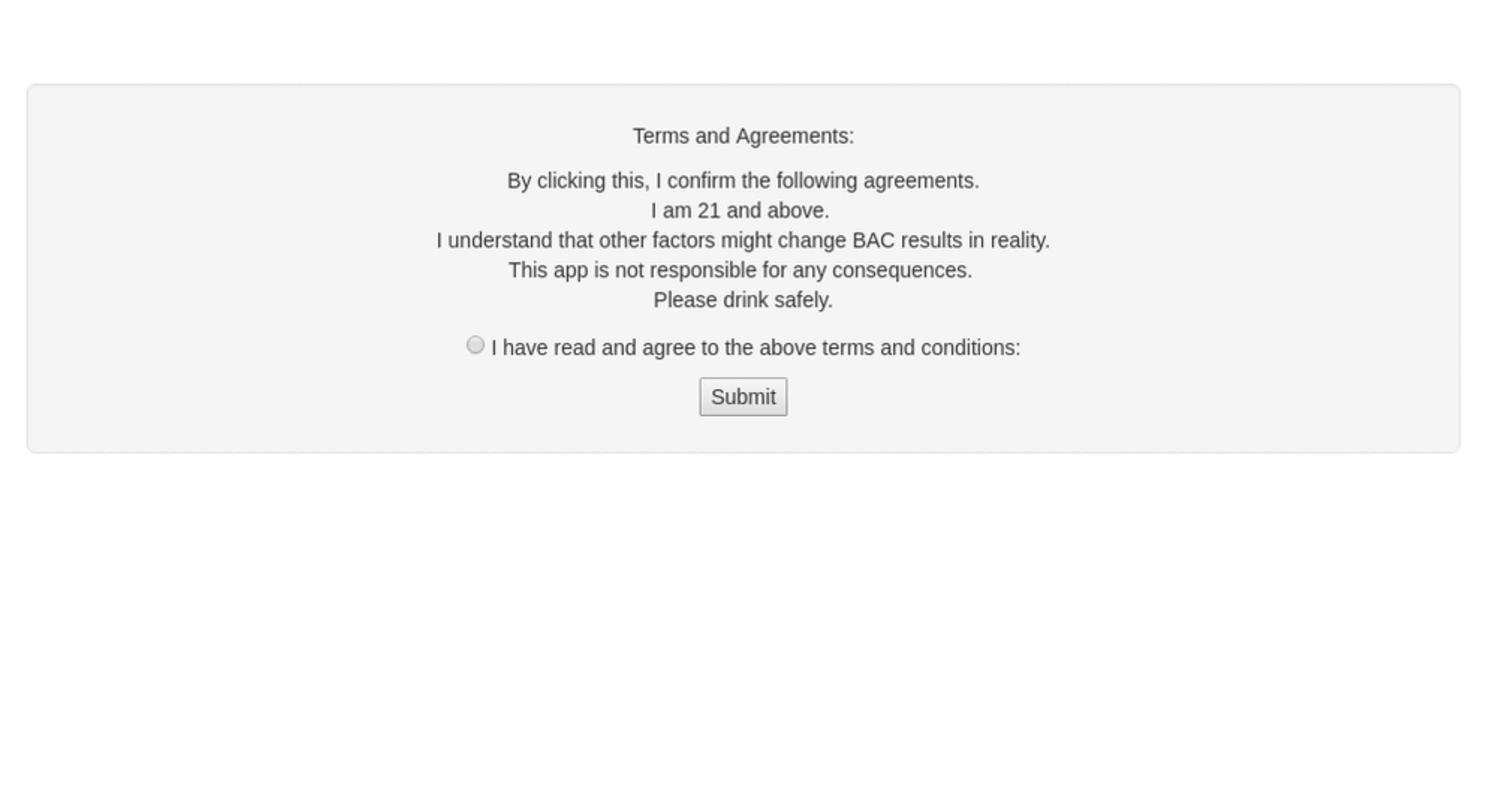 Terms and Agreements:
By clicking this, I confirm the following agreements.
I am 21 and above.
I understand that other factors might change BAC results in reality.
This app is not responsible for any consequences.
Please drink safely.
I have read and agree to the above terms and conditions:
Submit